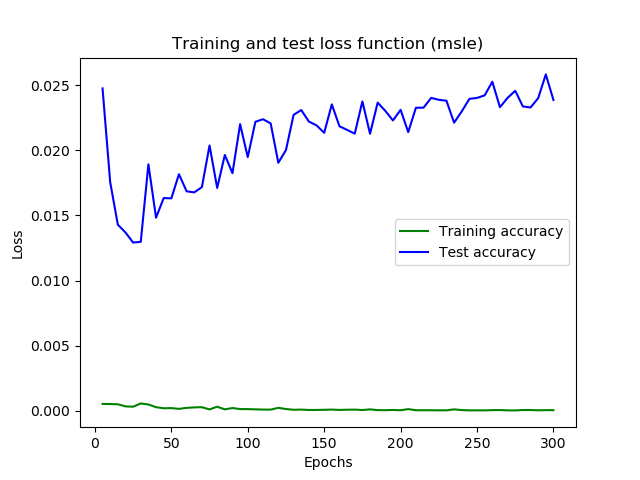 Training and test loss function (msle)
0.025
0.020
0.015
0.010
0.005
0.000
Loss
Training accuracy
Test accuracy
0 50 100 150 200 250 300
Epochs